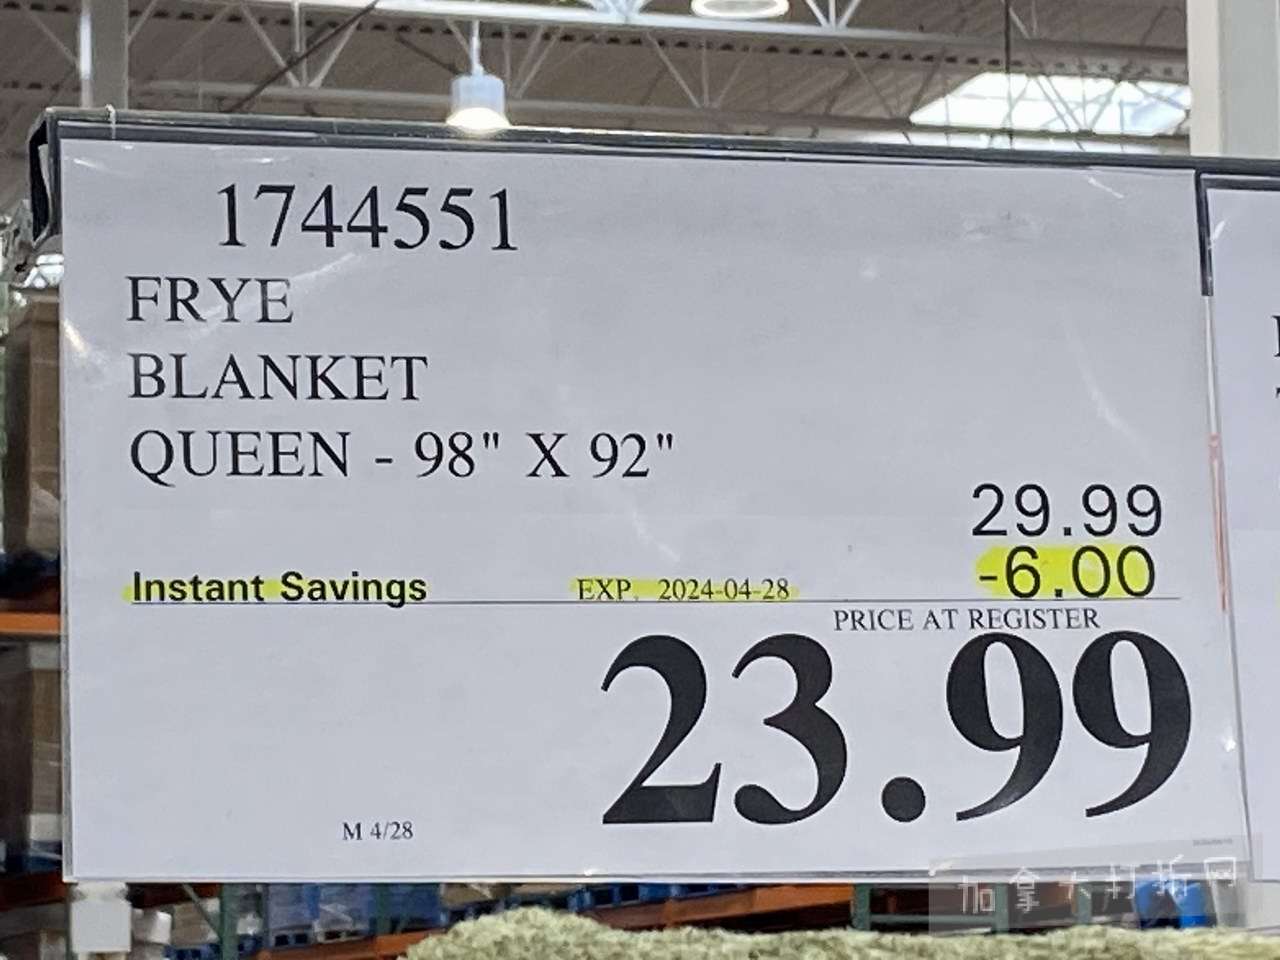 1744551
FRYE
BLANKET
QUEEN - 98" X 92"
29.99
Instant Savings EXP. 2024-04-28 -6.00
PRICE AT REGISTER
23.99
M 4/28
加拿大打折网